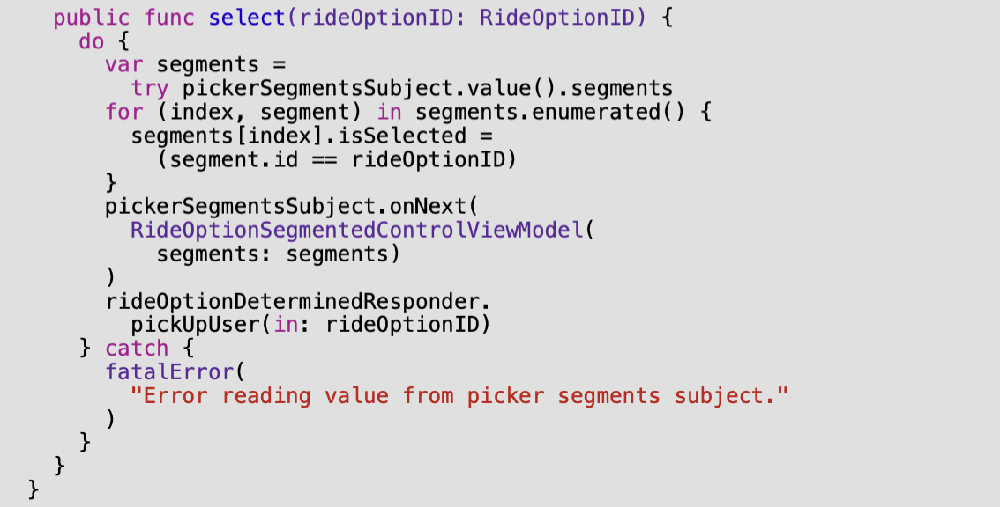 public func select(rideOptionID: RideOptionID) {
do {
var segments =
try pickerSegmentsSubject.value().segments
for (index, segment) in segments.enumerated() {
segments[index].isSelected =
(segment.id == rideOptionID)
}
pickerSegmentsSubject.onNext(
RideOptionSegmentedControlViewModel(
segments: segments)
)
rideOptionDeterminedResponder.
pickUpUser(in: rideOptionID)
} catch {
fatalError(
"Error reading value from picker segments subject."
)
}
}
}